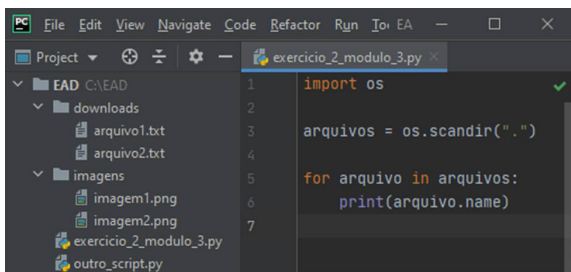 PC File Edit View Navigate Code Refactor Run To EA
Project exercicio_2_modulo_3.py
EAD C:\EAD
downloads
arquivo1.txt
arquivo2.txt
imagens
imagem1.png
imagem2.png
exercicio_2_modulo_3.py
outro_script.py
1 import os
2
3 arquivos = os.scandir(".")
4
5 for arquivo in arquivos:
6 print(arquivo.name)
7